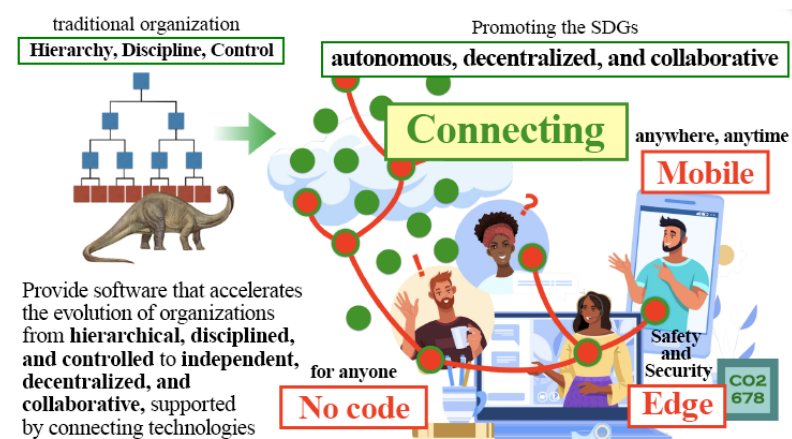 traditional organization
Hierarchy, Discipline, Control
Promoting the SDGs
autonomous, decentralized, and collaborative
Connecting
anywhere, anytime
Mobile
?
!
Provide software that accelerates
the evolution of organizations
from hierarchical, disciplined,
and controlled to independent,
decentralized, and
collaborative, supported
by connecting technologies
for anyone
No code
Safety
and
Security
Edge
CO2
678